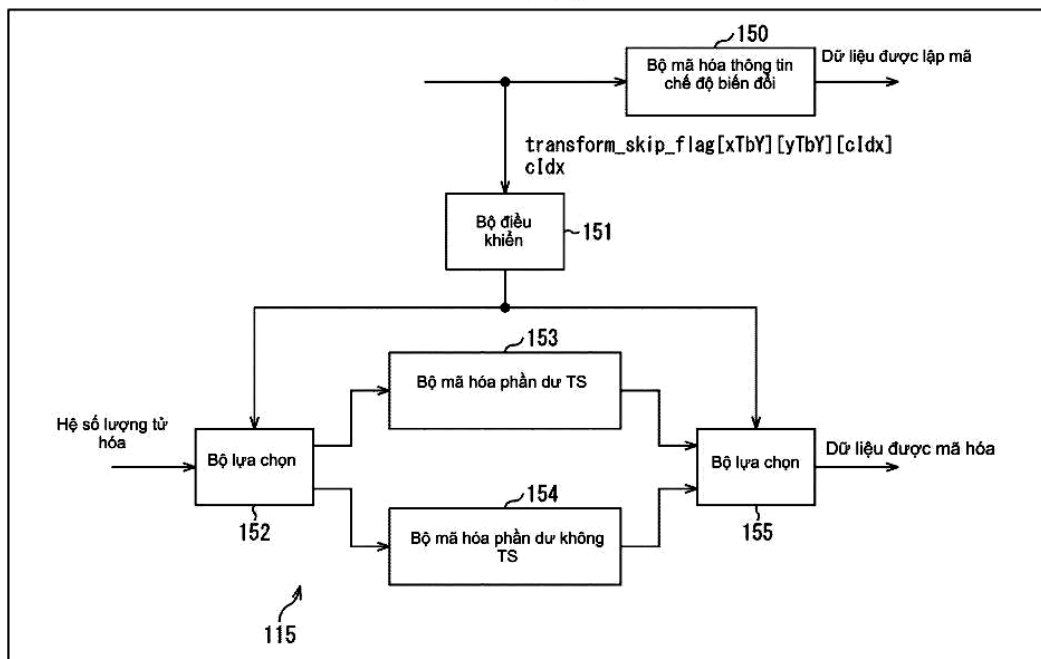 150
Bộ mã hóa thông tin
chế độ biến đổi
Dữ liệu được lập mã
transform_skip_flag[xTbY][yTbY][cIdx]
cIdx
Bộ điều
khiển
151
153
Bộ mã hóa phần dư TS
Hệ số lượng tử
hóa
Bộ lựa chọn
152
154
Bộ mã hóa phần dư không
TS
Bộ lựa chọn
155
Dữ liệu được mã hóa
115